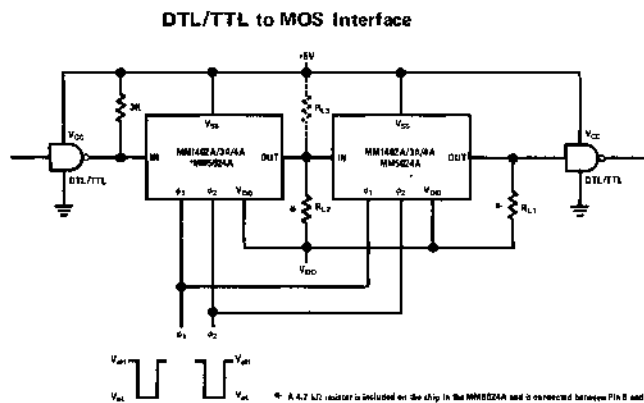 DTL/TTL to MOS Interface
+5V
3K
RL3
VCC
VSS
VSS
VCC
IN
MM1402A/3A/4A
*MM5024A
OUT
IN
MM1402A/3A/4A
MM5024A
OUT
DTL/TTL
ϕ1
ϕ2
VDD
* RL2
ϕ1
ϕ2
VDD
* RL1
DTL/TTL
VDD
ϕ1
ϕ2
VϕH
VϕH
VϕL
VϕL
* A 4.7 kΩ resistor is included on the chip in the MM5024A and is connected between Pin 5 and